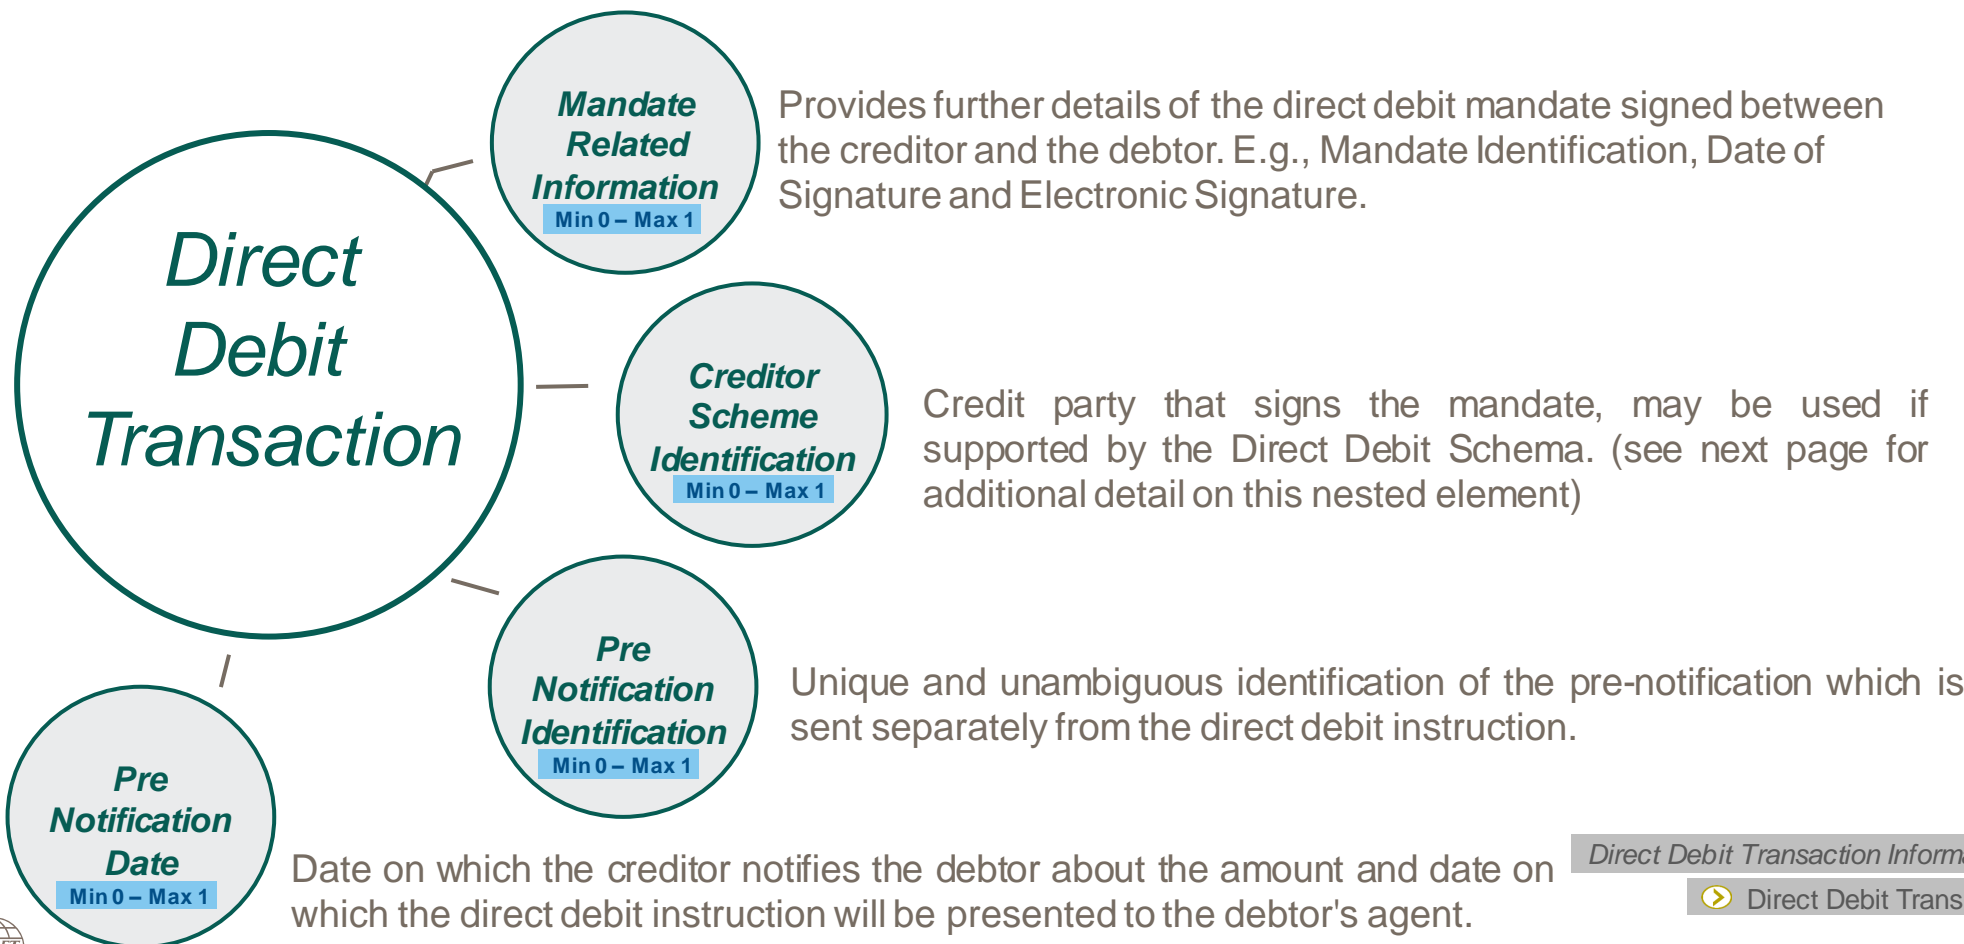 Direct
Debit
Transaction
Mandate
Related
Information
Min 0 – Max 1
Provides further details of the direct debit mandate signed between
the creditor and the debtor. E.g., Mandate Identification, Date of
Signature and Electronic Signature.
Creditor
Scheme
Identification
Min 0 – Max 1
Credit party that signs the mandate, may be used if
supported by the Direct Debit Schema. (see next page for
additional detail on this nested element)
Pre
Notification
Identification
Min 0 – Max 1
Unique and unambiguous identification of the pre-notification which is
sent separately from the direct debit instruction.
Pre
Notification
Date
Min 0 – Max 1
Date on which the creditor notifies the debtor about the amount and date on
which the direct debit instruction will be presented to the debtor's agent.
Direct Debit Transaction
Direct Debit